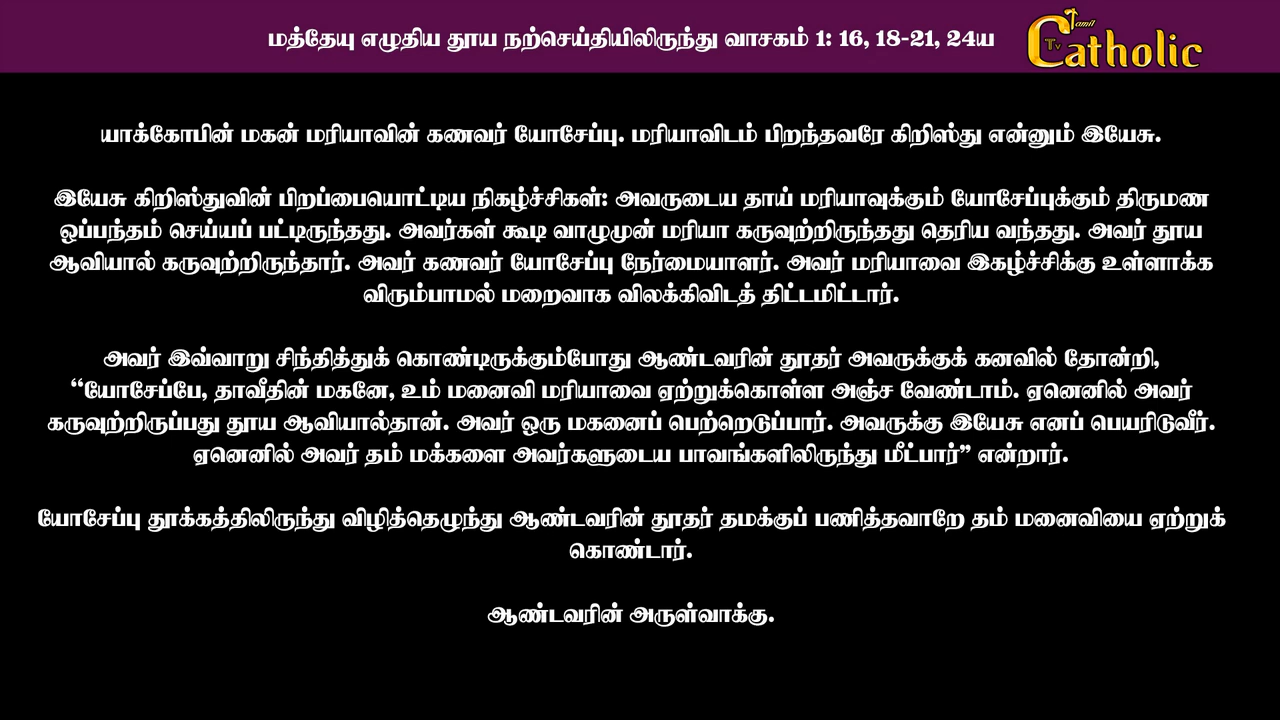 மத்தேயு எழுதிய தூய நற்செய்தியிலிருந்து வாசகம் 1: 16, 18-21, 24ய
Tamil
Catholic
Tv
யாக்கோபின் மகன் மரியாவின் கணவர் யோசேப்பு. மரியாவிடம் பிறந்தவரே கிறிஸ்து என்னும் இயேசு.
இயேசு கிறிஸ்துவின் பிறப்பையொட்டிய நிகழ்ச்சிகள்: அவருடைய தாய் மரியாவுக்கும் யோசேப்புக்கும் திருமண
ஒப்பந்தம் செய்யப் பட்டிருந்தது. அவர்கள் கூடி வாழுமுன் மரியா கருவுற்றிருந்தது தெரிய வந்தது. அவர் தூய
ஆவியால் கருவுற்றிருந்தார். அவர் கணவர் யோசேப்பு நேர்மையாளர். அவர் மரியாவை இகழ்ச்சிக்கு உள்ளாக்க
விரும்பாமல் மறைவாக விலக்கிவிடத் திட்டமிட்டார்.
அவர் இவ்வாறு சிந்தித்துக் கொண்டிருக்கும்போது ஆண்டவரின் தூதர் அவருக்குக் கனவில் தோன்றி,
“யோசேப்பே, தாவீதின் மகனே, உம் மனைவி மரியாவை ஏற்றுக்கொள்ள அஞ்ச வேண்டாம். ஏனெனில் அவர்
கருவுற்றிருப்பது தூய ஆவியால்தான். அவர் ஒரு மகனைப் பெற்றெடுப்பார். அவருக்கு இயேசு எனப் பெயரிடுவீர்.
ஏனெனில் அவர் தம் மக்களை அவர்களுடைய பாவங்களிலிருந்து மீட்பார்” என்றார்.
யோசேப்பு தூக்கத்திலிருந்து விழித்தெழுந்து ஆண்டவரின் தூதர் தமக்குப் பணித்தவாறே தம் மனைவியை ஏற்றுக்
கொண்டார்.
ஆண்டவரின் அருள்வாக்கு.